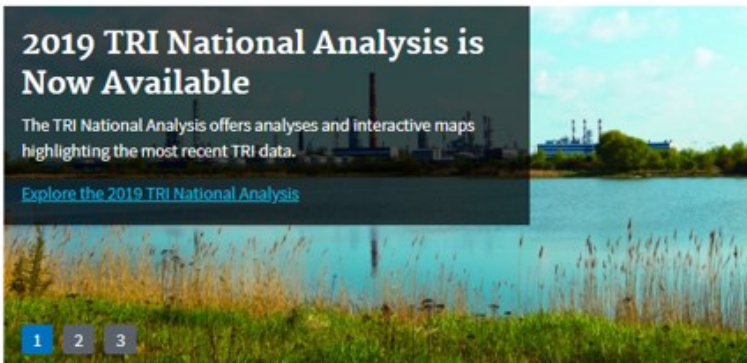 2019 TRI National Analysis is
Now Available
The TRI National Analysis offers analyses and interactive maps
highlighting the most recent TRI data.
Explore the 2019 TRI National Analysis
1 2 3